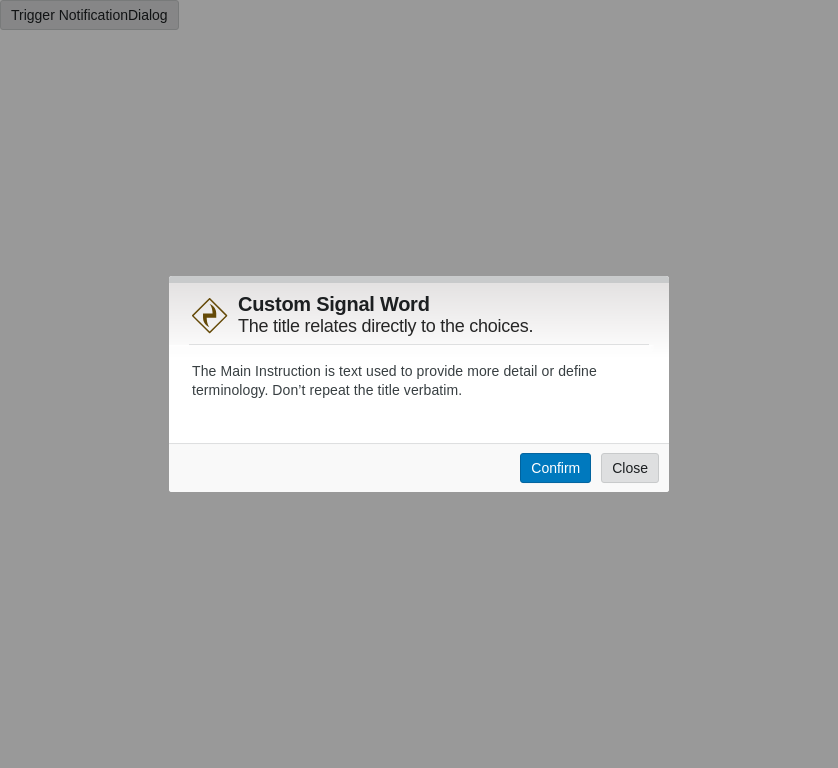 Trigger NotificationDialog
Custom Signal Word
The title relates directly to the choices.
The Main Instruction is text used to provide more detail or define
terminology. Don’t repeat the title verbatim.
Confirm
Close